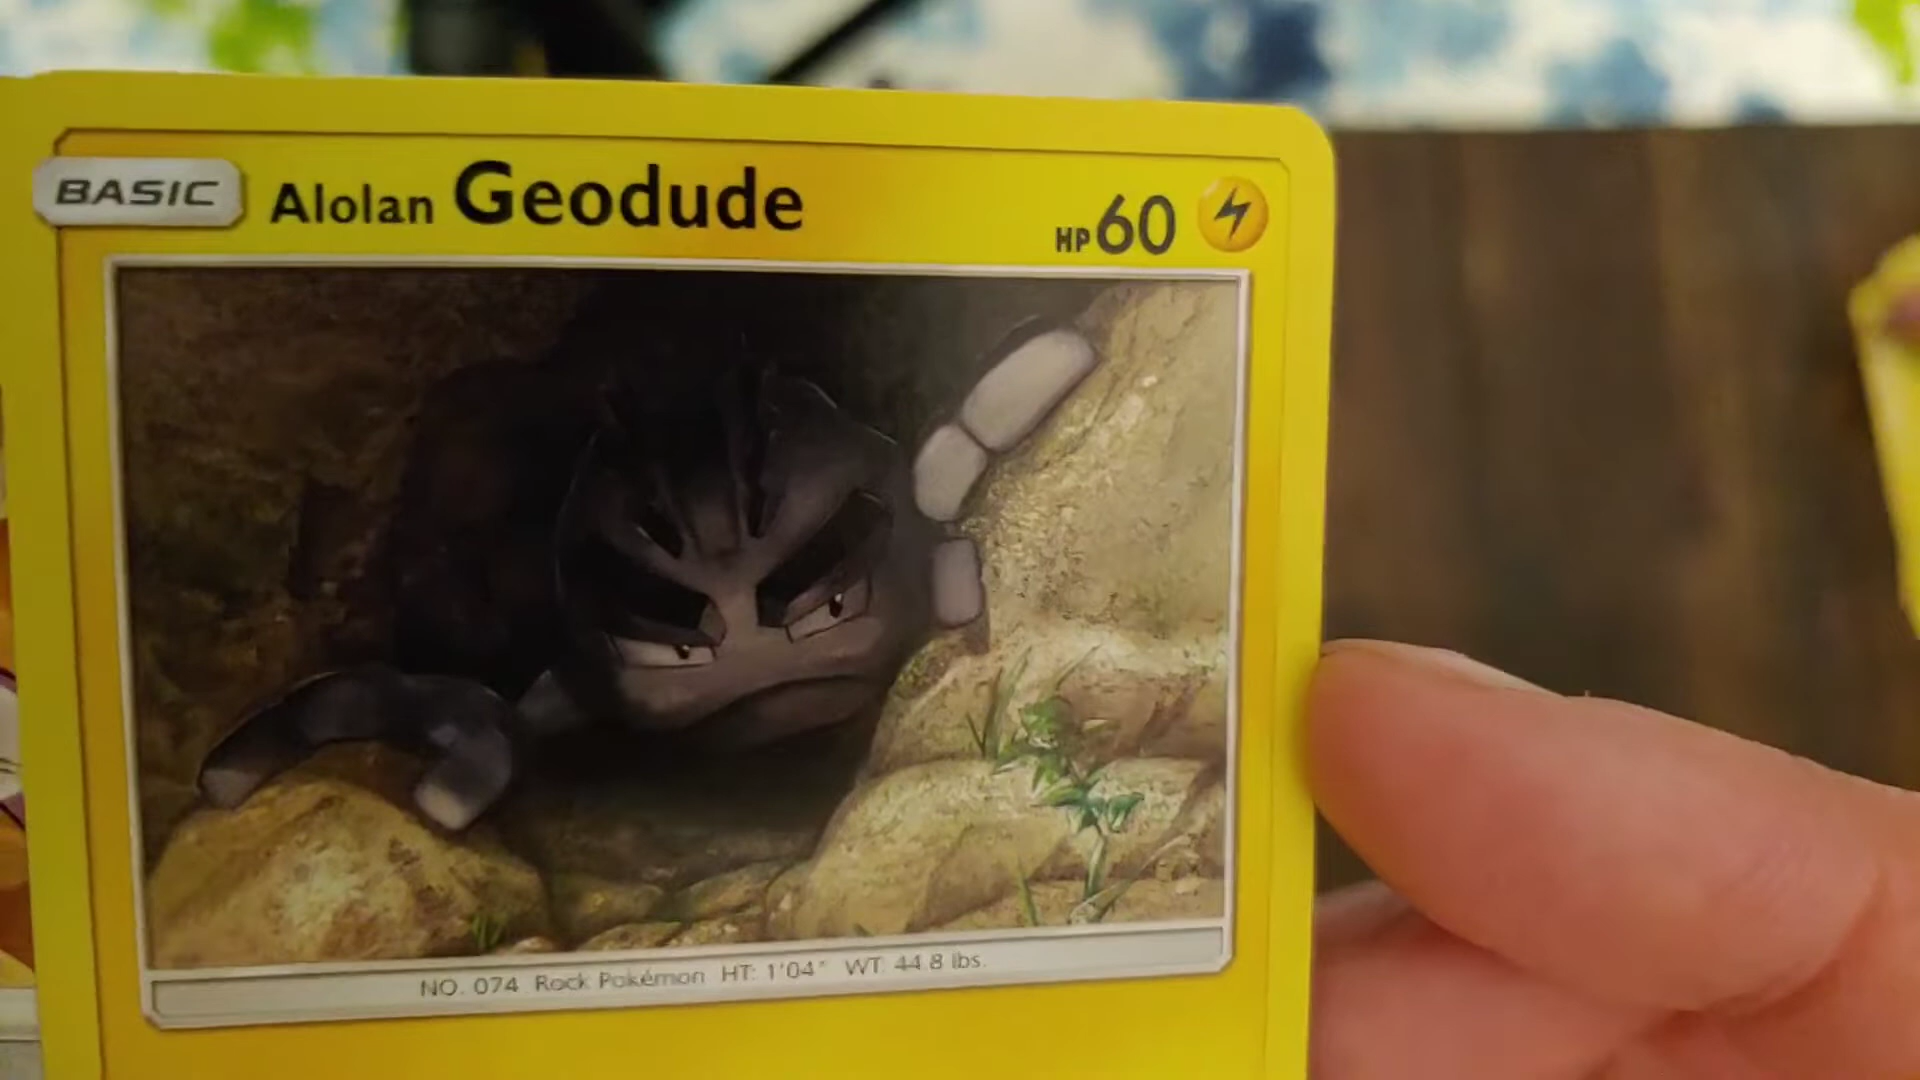 BASIC Alolan Geodude HP 60
NO. 074 Rock Pokémon HT: 1'04" WT: 44.8 lbs.